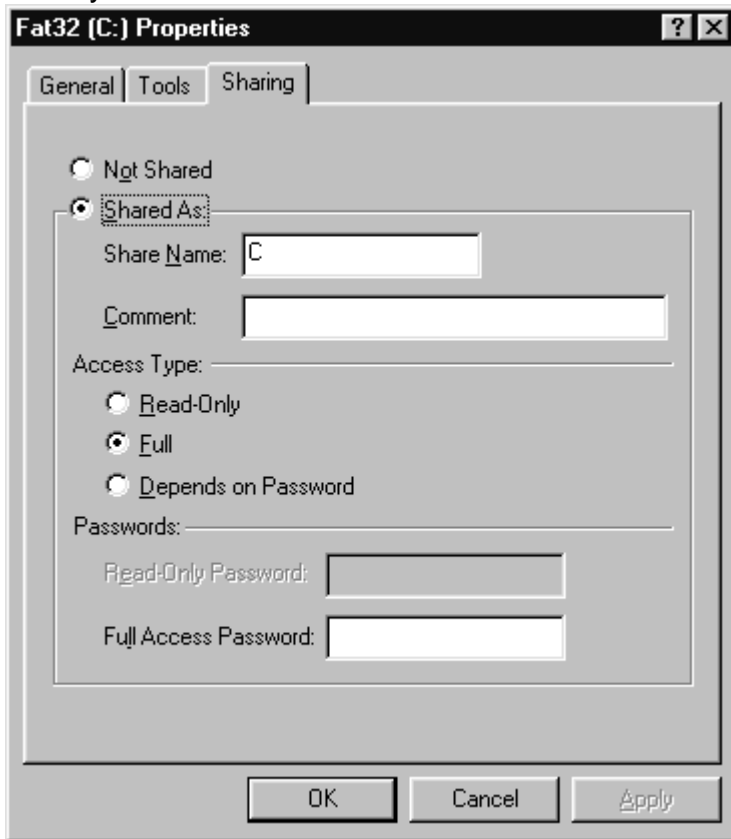 Fat32 (C:) Properties
General Tools Sharing
Not Shared
Shared As:
Share Name: C
Comment:
Access Type:
Read-Only
Full
Depends on Password
Passwords:
Read-Only Password:
Full Access Password:
OK Cancel Apply